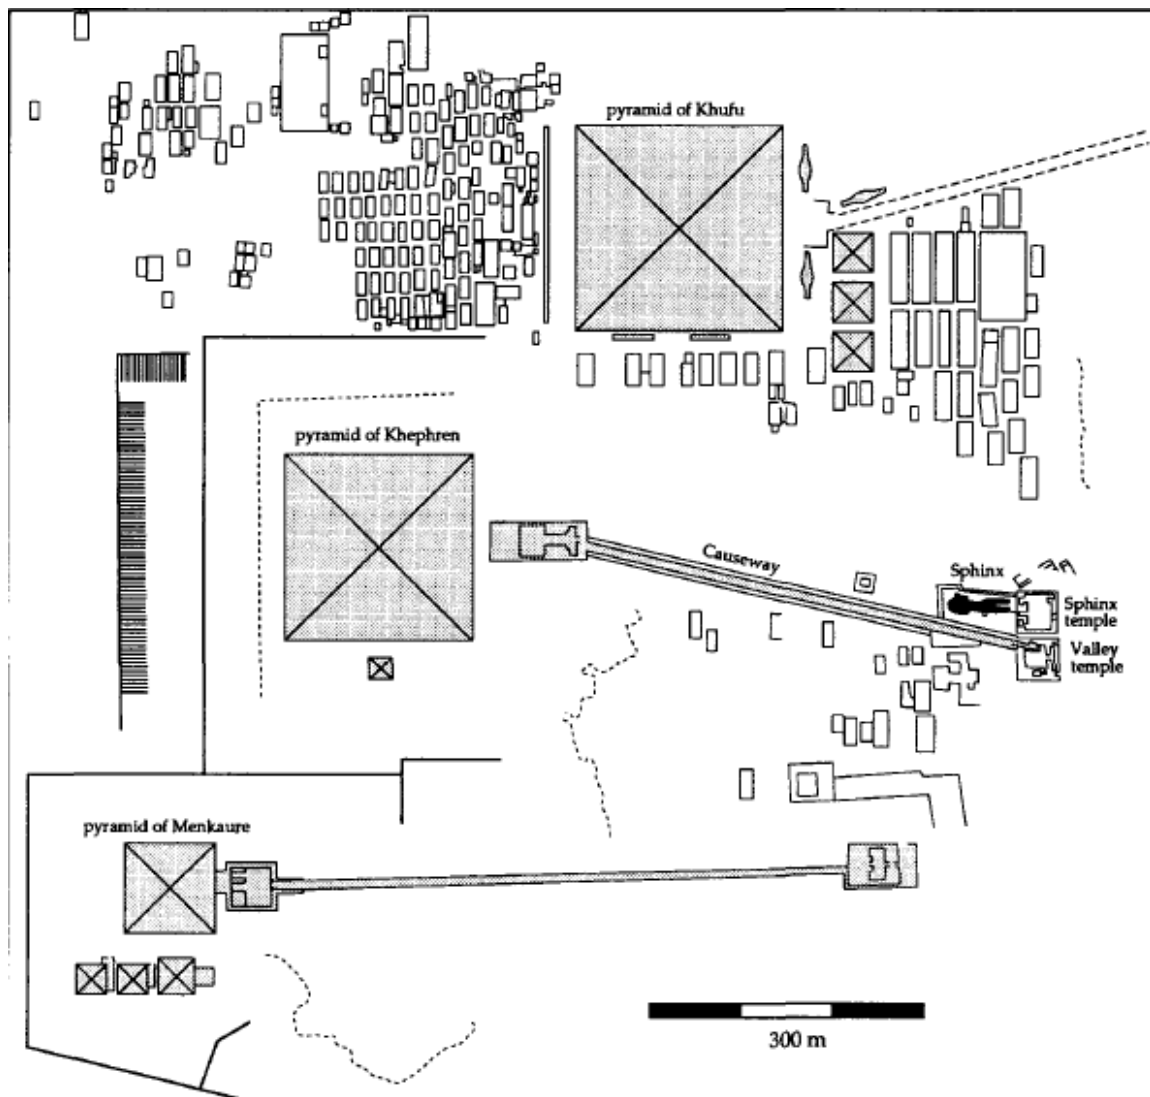 pyramid of Khufu
pyramid of Khephren
Causeway
Sphinx
Sphinx
temple
Valley
temple
pyramid of Menkaure
300 m